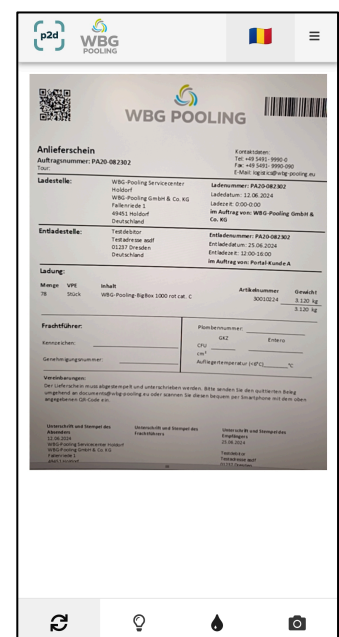 p2d
WBG
POOLING
WBG POOLING
Anlieferschein
Auftragsnummer: PA20-082302
Tour:
Kontaktdaten:
Tel: +49 5491- 9990-0
Fax: +49 5491- 9990-090
E-Mail: logistics@wbg-pooling.eu
Ladestelle:
WBG-Pooling Servicecenter
Holdorf
WBG-Pooling GmbH & Co. KG
Fallenriede 1
49451 Holdorf
Deutschland
Ladenummer: PA20-082302
Ladedatum: 12.06.2024
Ladezeit: 0:00-0:00
im Auftrag von: WBG-Pooling GmbH &
Co. KG
Entladestelle:
Testdebitor
Testadresse asdf
01237 Dresden
Deutschland
Entladenummer: PA20-082302
Entladedatum: 25.06.2024
Entladezeit: 12:00-16:00
im Auftrag von: Portal-Kunde A
Ladung:
Menge VPE Inhalt Artikelnummer Gewicht
78 Stück WBG-Pooling-BigBox 1000 rot cat. C 30010224 3.120 kg
3.120 kg
Frachtführer:
Kennzeichen:
Genehmigungsnummer:
Plombennummer:
GKZ Entero
CFU
cm²
Aufliegertemperatur (<6°C) °C
Vereinbarungen:
Der Lieferschein muss abgestempelt und unterschrieben werden. Bitte senden Sie den quittierten Beleg
umgehend an documents@wbg-pooling.eu oder scannen Sie diesen bequem per Smartphone mit dem oben
angegebenen QR-Code ein.
Unterschrift und Stempel des
Absenders
12.06.2024
WBG-Pooling Servicecenter Holdorf
WBG-Pooling GmbH & Co. KG
Fallenriede 1
49451 Holdorf
Unterschrift und Stempel des
Frachtführers
Unterschrift und Stempel des
Empfängers
25.06.2024
Testdebitor
Testadresse asdf
01237 Dresden